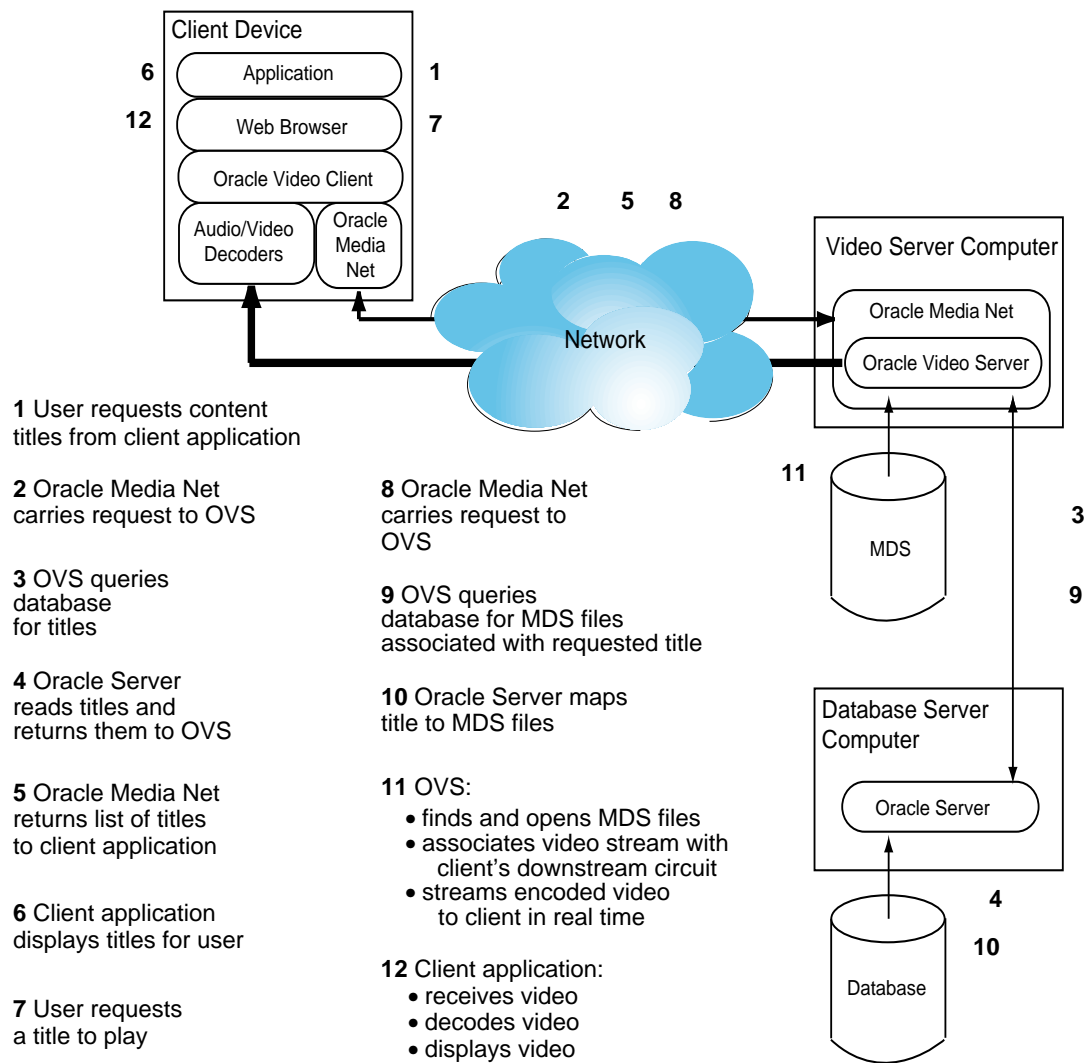 Client Device
6
Application
1
12
Web Browser
7
Oracle Video Client
Audio/Video
Decoders
Oracle
Media
Net
2
5
8
Network
Video Server Computer
Oracle Media Net
Oracle Video Server
11
MDS
3
9
Database Server
Computer
Oracle Server
4
10
Database
1 User requests content
titles from client application
2 Oracle Media Net
carries request to OVS
3 OVS queries
database
for titles
4 Oracle Server
reads titles and
returns them to OVS
5 Oracle Media Net
returns list of titles
to client application
6 Client application
displays titles for user
7 User requests
a title to play
8 Oracle Media Net
carries request to
OVS
9 OVS queries
database for MDS files
associated with requested title
10 Oracle Server maps
title to MDS files
11 OVS:
• finds and opens MDS files
• associates video stream with
client's downstream circuit
• streams encoded video
to client in real time
12 Client application:
• receives video
• decodes video
• displays video